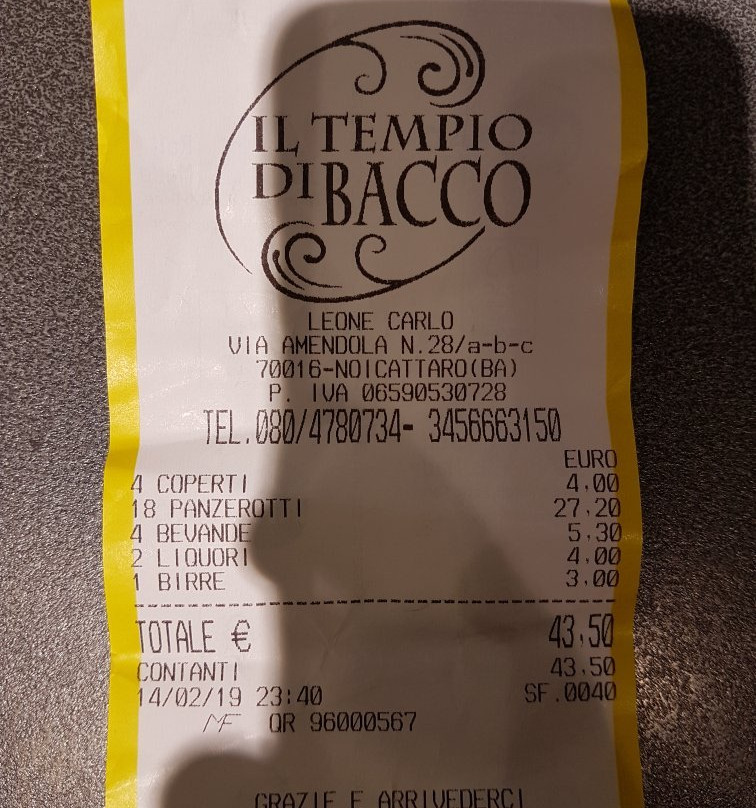 IL TEMPIO
DI BACCO
LEONE CARLO
VIA AMENDOLA N.28/a-b-c
70016-NOICATTARO(BA)
P. IVA 06590530728
TEL.080/4780734- 3456663150
EURO
4 COPERTI 4.00
18 PANZEROTTI 27.20
4 BEVANDE 5.30
2 LIQUORI 4.00
1 BIRRE 3.00
TOTALE € 43.50
CONTANTI 43.50
14/02/19 23:40 SF.0040
MF QR 96000567
GRAZIE E ARRIVEDERCI